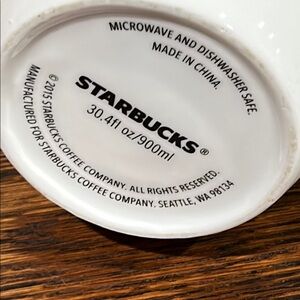 MICROWAVE AND DISHWASHER SAFE.
MADE IN CHINA.
STARBUCKS®
30.4fl oz/900ml
© 2015 STARBUCKS COFFEE COMPANY. ALL RIGHTS RESERVED.
MANUFACTURED FOR STARBUCKS COFFEE COMPANY. SEATTLE, WA 98134